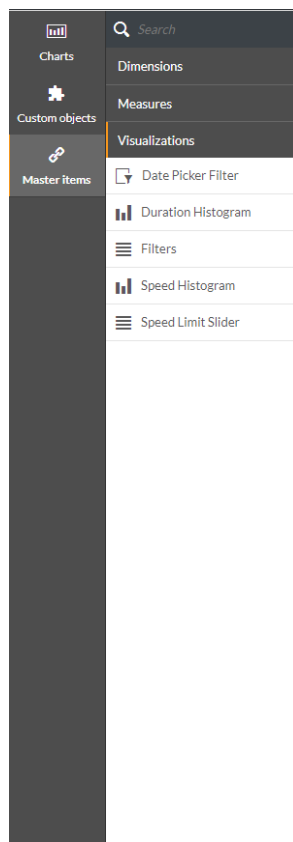 Charts
Custom objects
Master items
Search
Dimensions
Measures
Visualizations
Date Picker Filter
Duration Histogram
Filters
Speed Histogram
Speed Limit Slider